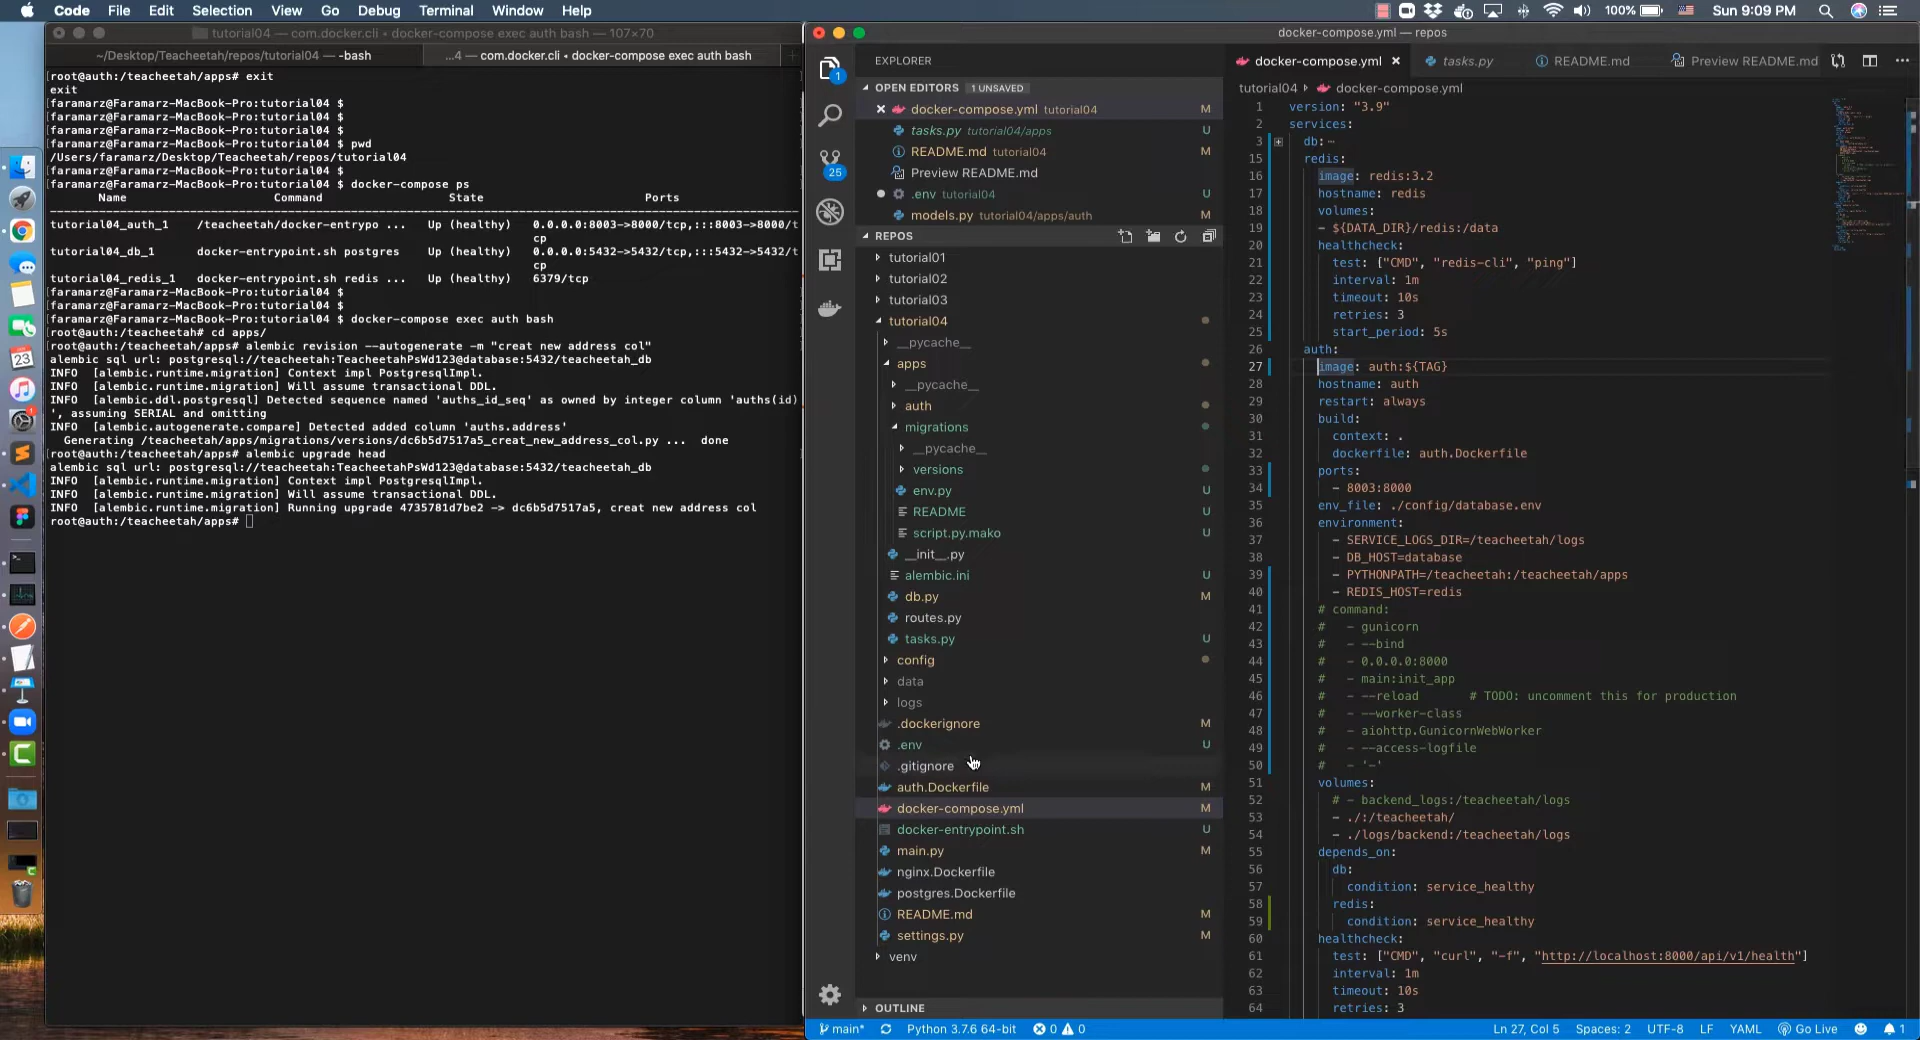 Code File Edit Selection View Go Debug Terminal Window Help
100% Sun 9:09 PM
tutorial04 — com.docker.cli • docker-compose exec auth bash — 107×70
~/Desktop/Teacheetah/repos/tutorial04 — -bash
...4 — com.docker.cli • docker-compose exec auth bash
[root@auth:/teacheetah/apps# exit
exit
[faramarz@Faramarz-MacBook-Pro:tutorial04 $
[faramarz@Faramarz-MacBook-Pro:tutorial04 $
[faramarz@Faramarz-MacBook-Pro:tutorial04 $
[faramarz@Faramarz-MacBook-Pro:tutorial04 $ pwd
/Users/faramarz/Desktop/Teacheetah/repos/tutorial04
[faramarz@Faramarz-MacBook-Pro:tutorial04 $
[faramarz@Faramarz-MacBook-Pro:tutorial04 $ docker-compose ps
Name Command State Ports
tutorial04_auth_1 /teacheetah/docker-entrypo ... Up (healthy) 0.0.0.0:8003->8000/tcp,:::8003->8000/t
cp
tutorial04_db_1 docker-entrypoint.sh postgres Up (healthy) 0.0.0.0:5432->5432/tcp,:::5432->5432/t
cp
tutorial04_redis_1 docker-entrypoint.sh redis ... Up (healthy) 6379/tcp
[faramarz@Faramarz-MacBook-Pro:tutorial04 $
[faramarz@Faramarz-MacBook-Pro:tutorial04 $
[faramarz@Faramarz-MacBook-Pro:tutorial04 $ docker-compose exec auth bash
[root@auth:/teacheetah# cd apps/
[root@auth:/teacheetah/apps# alembic revision --autogenerate -m "creat new address col"
alembic sql url: postgresql://teacheetah:TeacheetahPsWd123@database:5432/teacheetah_db
INFO [alembic.runtime.migration] Context impl PostgresqlImpl.
INFO [alembic.runtime.migration] Will assume transactional DDL.
INFO [alembic.ddl.postgresql] Detected sequence named 'auths_id_seq' as owned by integer column 'auths(id)
', assuming SERIAL and omitting
INFO [alembic.autogenerate.compare] Detected added column 'auths.address'
Generating /teacheetah/apps/migrations/versions/dc6b5d7517a5_creat_new_address_col.py ... done
[root@auth:/teacheetah/apps# alembic upgrade head
alembic sql url: postgresql://teacheetah:TeacheetahPsWd123@database:5432/teacheetah_db
INFO [alembic.runtime.migration] Context impl PostgresqlImpl.
INFO [alembic.runtime.migration] Will assume transactional DDL.
INFO [alembic.runtime.migration] Running upgrade 4735781d7be2 -> dc6b5d7517a5, creat new address col
root@auth:/teacheetah/apps#
docker-compose.yml — repos
1
25
EXPLORER
OPEN EDITORS 1 UNSAVED
docker-compose.yml tutorial04 M
tasks.py tutorial04/apps U
README.md tutorial04 M
Preview README.md
.env tutorial04 U
models.py tutorial04/apps/auth M
REPOS
tutorial01
tutorial02
tutorial03
tutorial04
__pycache__
apps
__pycache__
auth
migrations
__pycache__
versions
env.py U
README U
script.py.mako U
__init__.py
alembic.ini U
db.py M
routes.py
tasks.py U
config
data
logs
.dockerignore M
.env U
.gitignore
auth.Dockerfile M
docker-compose.yml M
docker-entrypoint.sh U
main.py M
nginx.Dockerfile
postgres.Dockerfile
README.md M
settings.py M
venv
OUTLINE
docker-compose.yml tasks.py README.md Preview README.md
tutorial04 docker-compose.yml
1 version: "3.9"
2 services:
3 db:
15 redis:
16 image: redis:3.2
17 hostname: redis
18 volumes:
19 - ${DATA_DIR}/redis:/data
20 healthcheck:
21 test: ["CMD", "redis-cli", "ping"]
22 interval: 1m
23 timeout: 10s
24 retries: 3
25 start_period: 5s
26 auth:
27 image: auth:${TAG}
28 hostname: auth
29 restart: always
30 build:
31 context: .
32 dockerfile: auth.Dockerfile
33 ports:
34 - 8003:8000
35 env_file: ./config/database.env
36 environment:
37 - SERVICE_LOGS_DIR=/teacheetah/logs
38 - DB_HOST=database
39 - PYTHONPATH=/teacheetah:/teacheetah/apps
40 - REDIS_HOST=redis
41 # command:
42 # - gunicorn
43 # - --bind
44 # - 0.0.0.0:8000
45 # - main:init_app
46 # - --reload # TODO: uncomment this for production
47 # - --worker-class
48 # - aiohttp.GunicornWebWorker
49 # - --access-logfile
50 # - '-'
51 volumes:
52 # - backend_logs:/teacheetah/logs
53 - ./:/teacheetah/
54 - ./logs/backend:/teacheetah/logs
55 depends_on:
56 db:
57 condition: service_healthy
58 redis:
59 condition: service_healthy
60 healthcheck:
61 test: ["CMD", "curl", "-f", "http://localhost:8000/api/v1/health"]
62 interval: 1m
63 timeout: 10s
64 retries: 3
main* Python 3.7.6 64-bit 0 0 Ln 27, Col 5 Spaces: 2 UTF-8 LF YAML Go Live 1